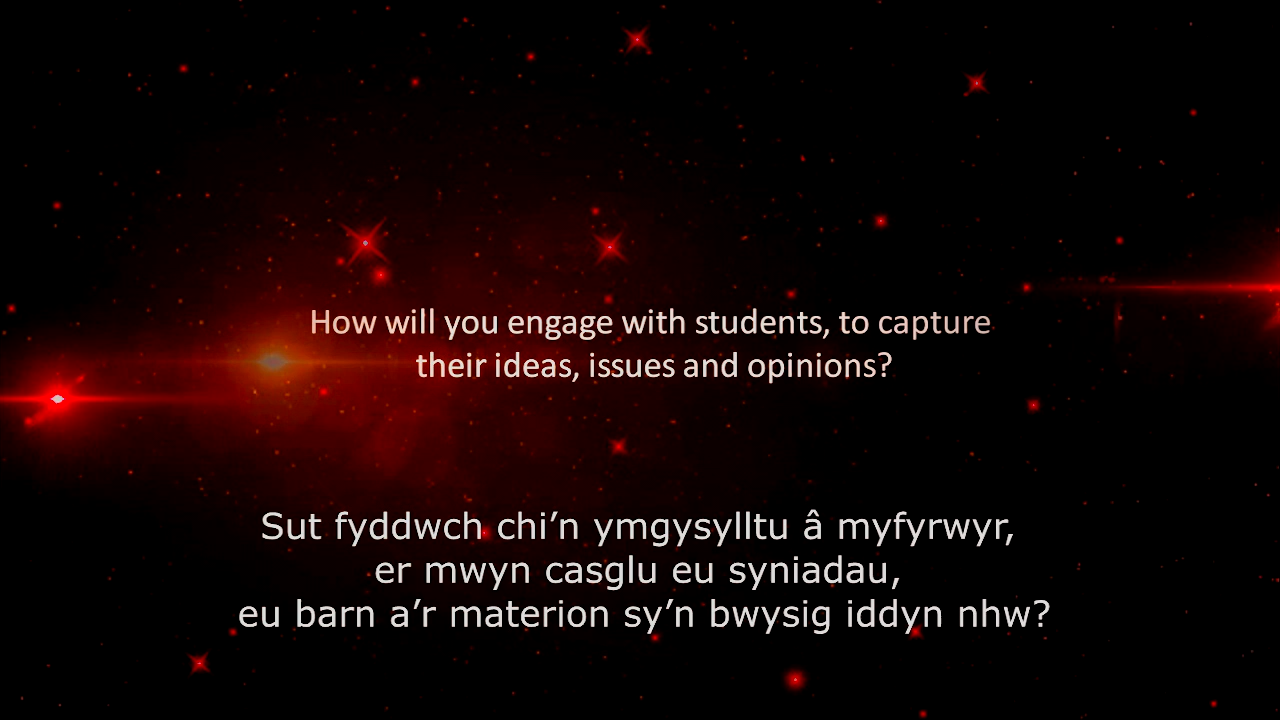 How will you engage with students, to capture
their ideas, issues and opinions?
Sut fyddwch chi’n ymgysylltu â myfyrwyr,
er mwyn casglu eu syniadau,
eu barn a’r materion sy’n bwysig iddyn nhw?